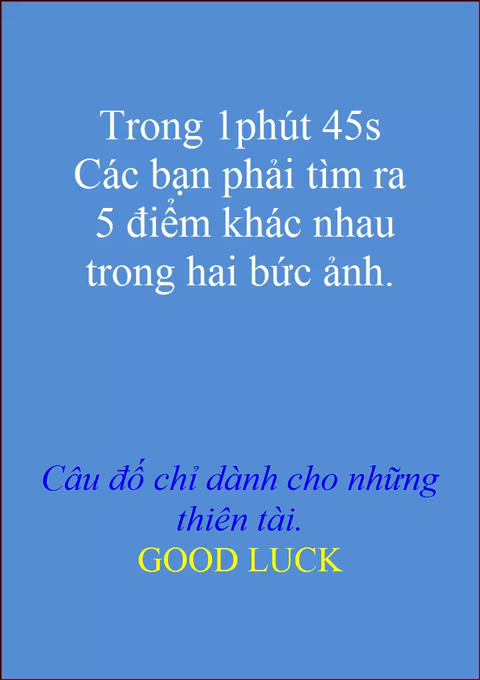 Trong 1phút 45s
Các bạn phải tìm ra
5 điểm khác nhau
trong hai bức ảnh.
Câu đố chỉ dành cho những
thiên tài.
GOOD LUCK